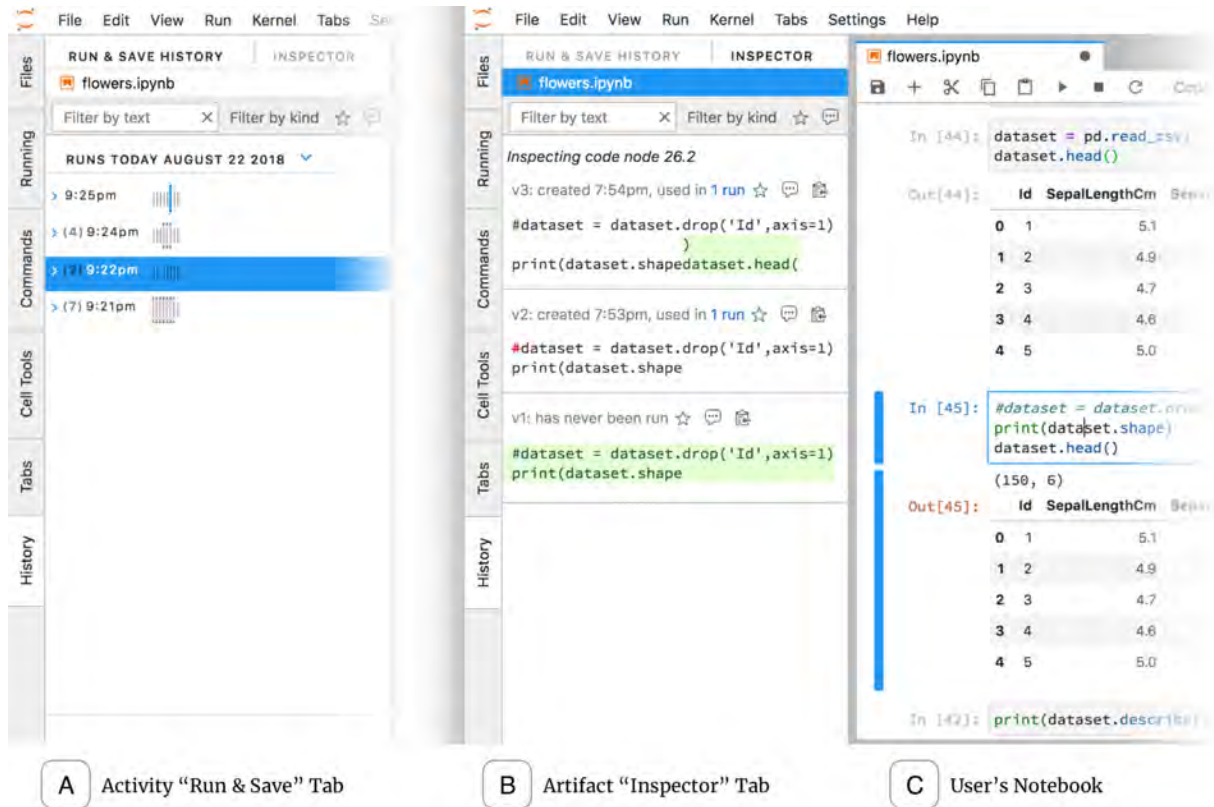 File Edit View Run Kernel Tabs
RUN & SAVE HISTORY INSPECTOR
flowers.ipynb
Filter by text × Filter by kind
RUNS TODAY AUGUST 22 2018
9:25pm
(4) 9:24pm
9:22pm
(7) 9:21pm
Files
Running
Commands
Cell Tools
Tabs
History
File Edit View Run Kernel Tabs Settings Help
RUN & SAVE HISTORY INSPECTOR
flowers.ipynb
Filter by text × Filter by kind
Inspecting code node 26.2
v3: created 7:54pm, used in 1 run
#dataset = dataset.drop('Id',axis=1)
)
print(dataset.shapedataset.head(
v2: created 7:53pm, used in 1 run
#dataset = dataset.drop('Id',axis=1)
print(dataset.shape
v1: has never been run
#dataset = dataset.drop('Id',axis=1)
print(dataset.shape
Files
Running
Commands
Cell Tools
Tabs
History
flowers.ipynb
In [44]: dataset = pd.read_csv(
dataset.head()
Out[44]: Id SepalLengthCm
0 1 5.1
1 2 4.9
2 3 4.7
3 4 4.6
4 5 5.0
In [45]: #dataset = dataset.
print(dataset.shape)
dataset.head()
(150, 6)
Out[45]: Id SepalLengthCm
0 1 5.1
1 2 4.9
2 3 4.7
3 4 4.6
4 5 5.0
In [42]: print(dataset.describe
A Activity “Run & Save” Tab
B Artifact “Inspector” Tab
C User’s Notebook